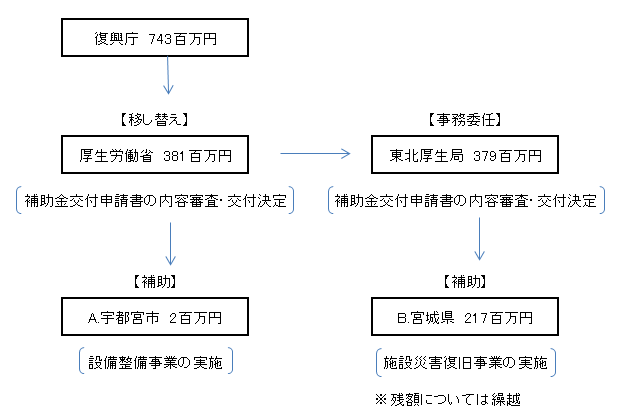 復興庁 743百万円
【移し替え】
【事務委任】
厚生労働省 381百万円
東北厚生局 379百万円
補助金交付申請書の内容審査・交付決定
補助金交付申請書の内容審査・交付決定
【補助】
【補助】
A.宇都宮市 2百万円
B.宮城県 217百万円
設備整備事業の実施
施設災害復旧事業の実施
※残額については繰越